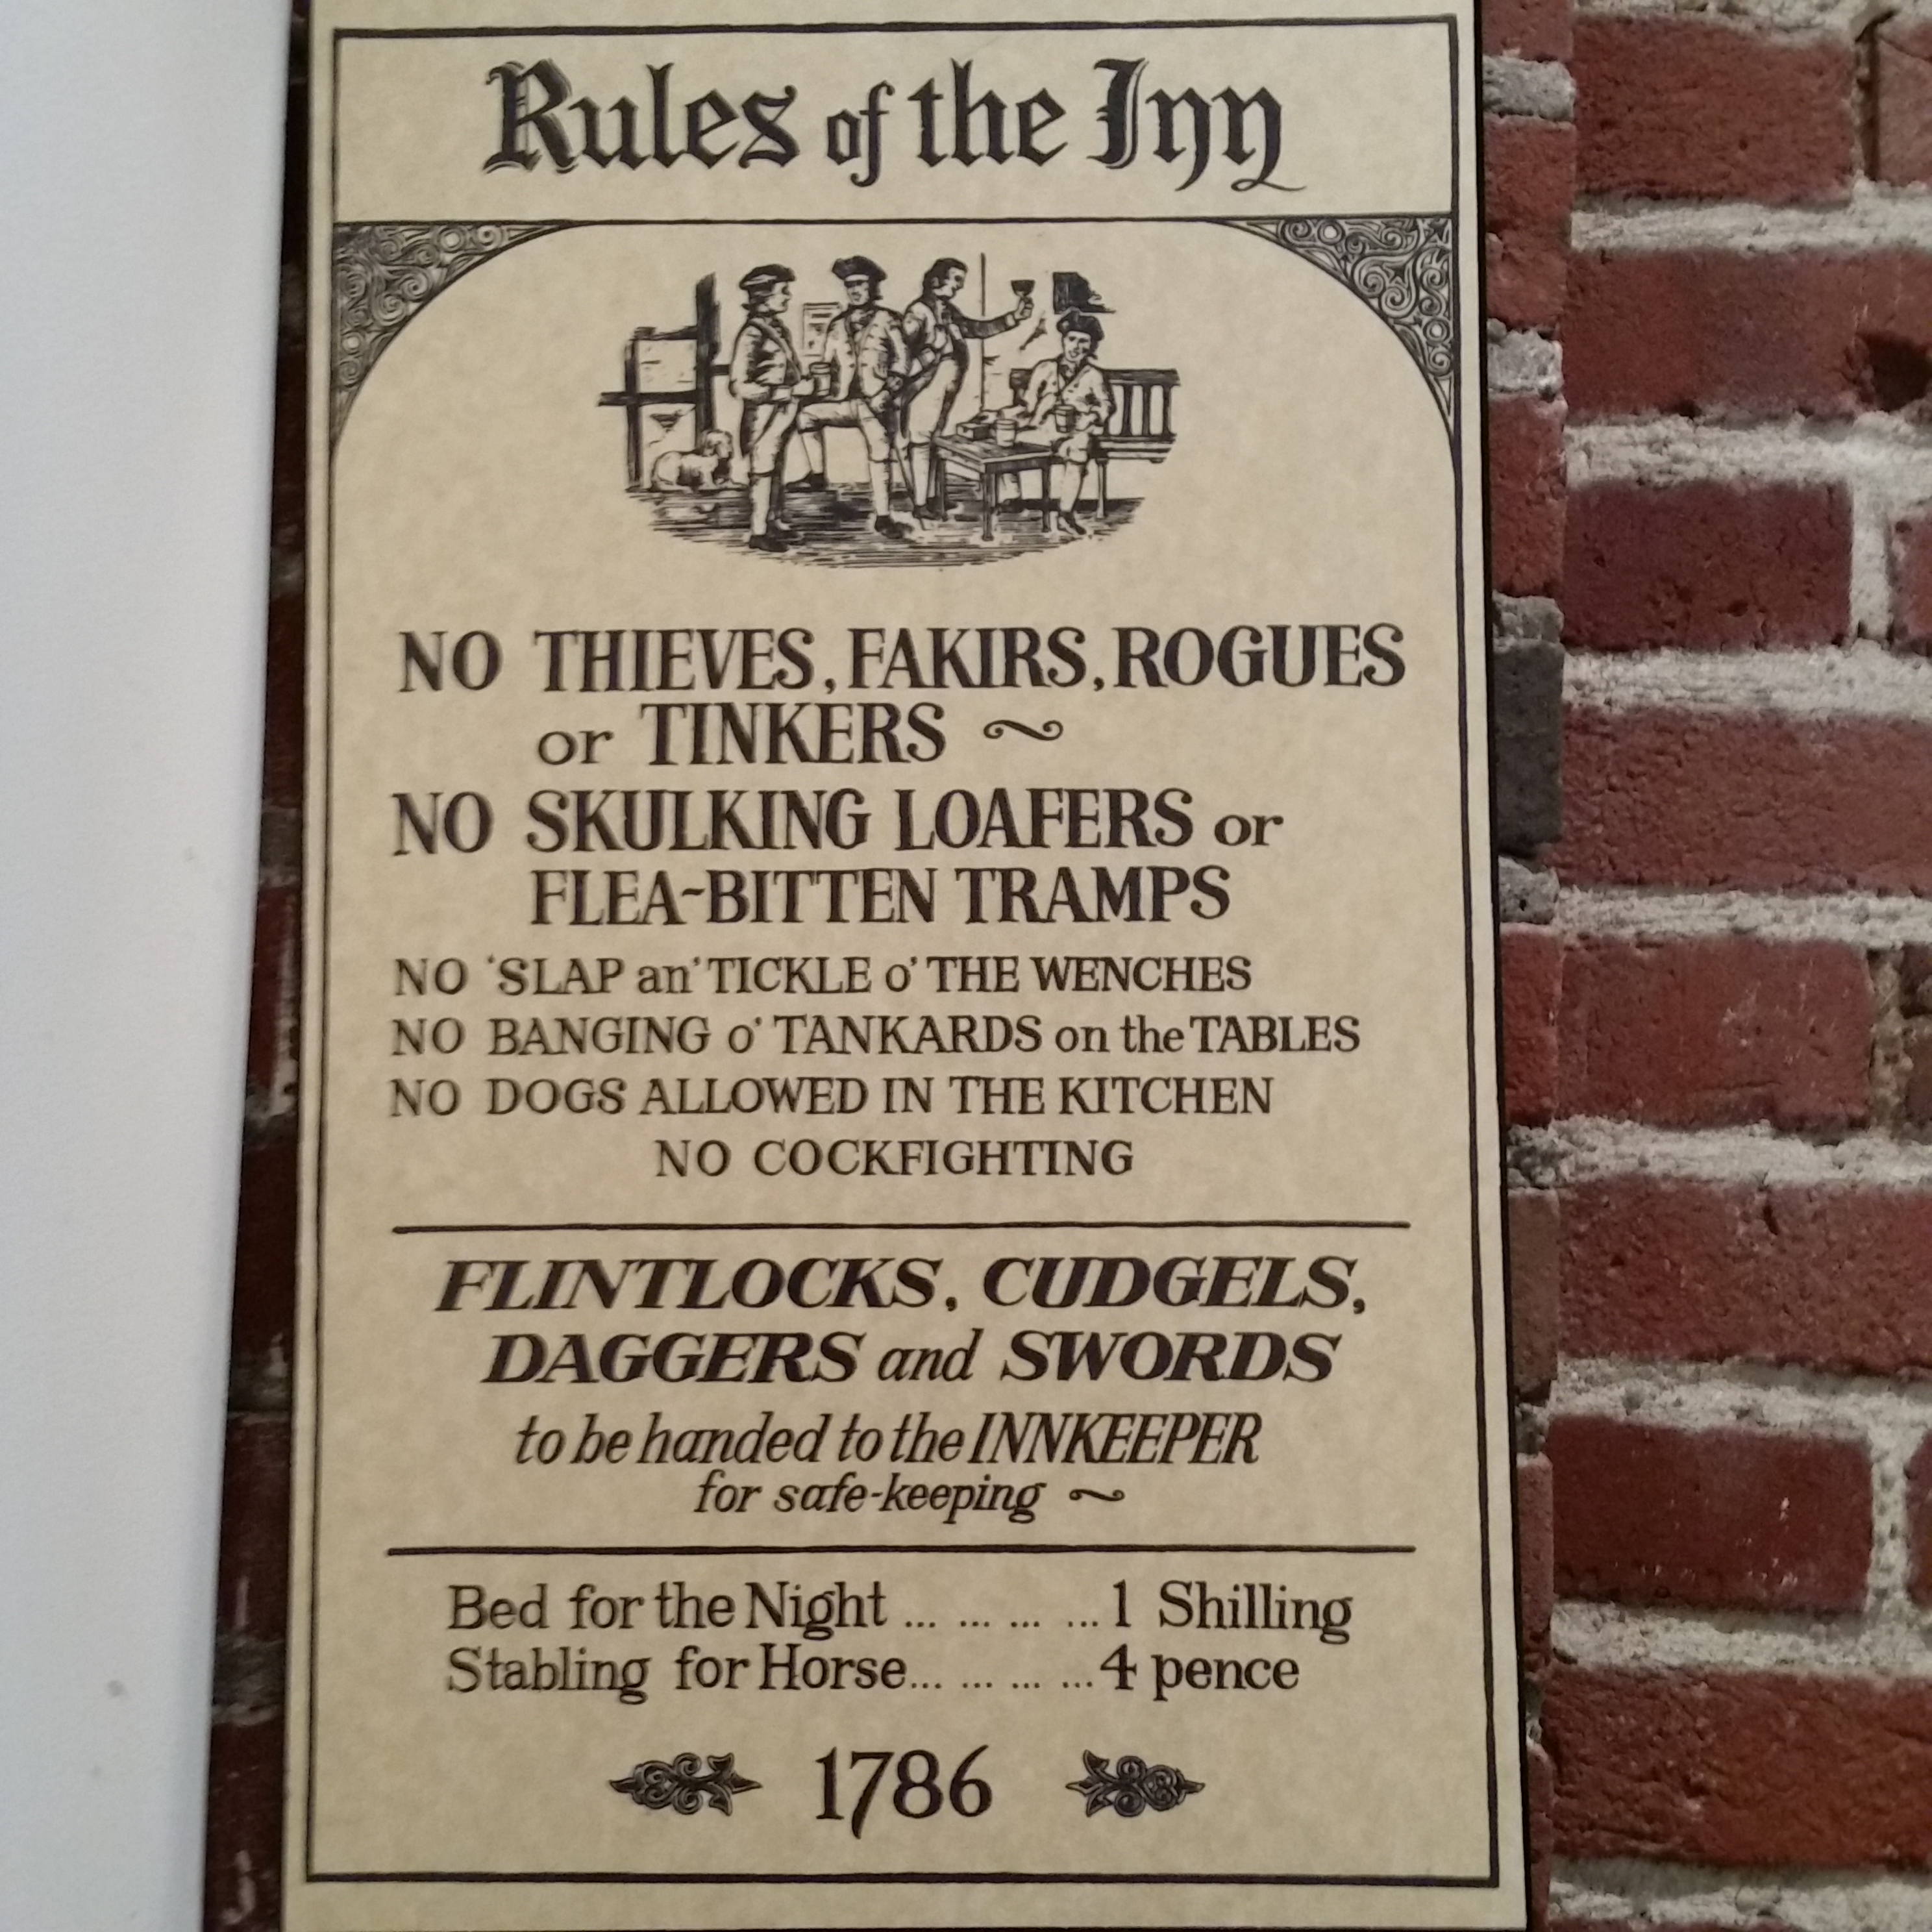 Rules of the Inn
NO THIEVES, FAKIRS, ROGUES
or TINKERS ~
NO SKULKING LOAFERS or
FLEA-BITTEN TRAMPS
NO 'SLAP an' TICKLE o' THE WENCHES
NO BANGING o' TANKARDS on the TABLES
NO DOGS ALLOWED IN THE KITCHEN
NO COCKFIGHTING
FLINTLOCKS, CUDGELS,
DAGGERS and SWORDS
to be handed to the INNKEEPER
for safe-keeping ~
Bed for the Night ... ... ... ... 1 Shilling
Stabling for Horse... ... ... ... 4 pence
1786